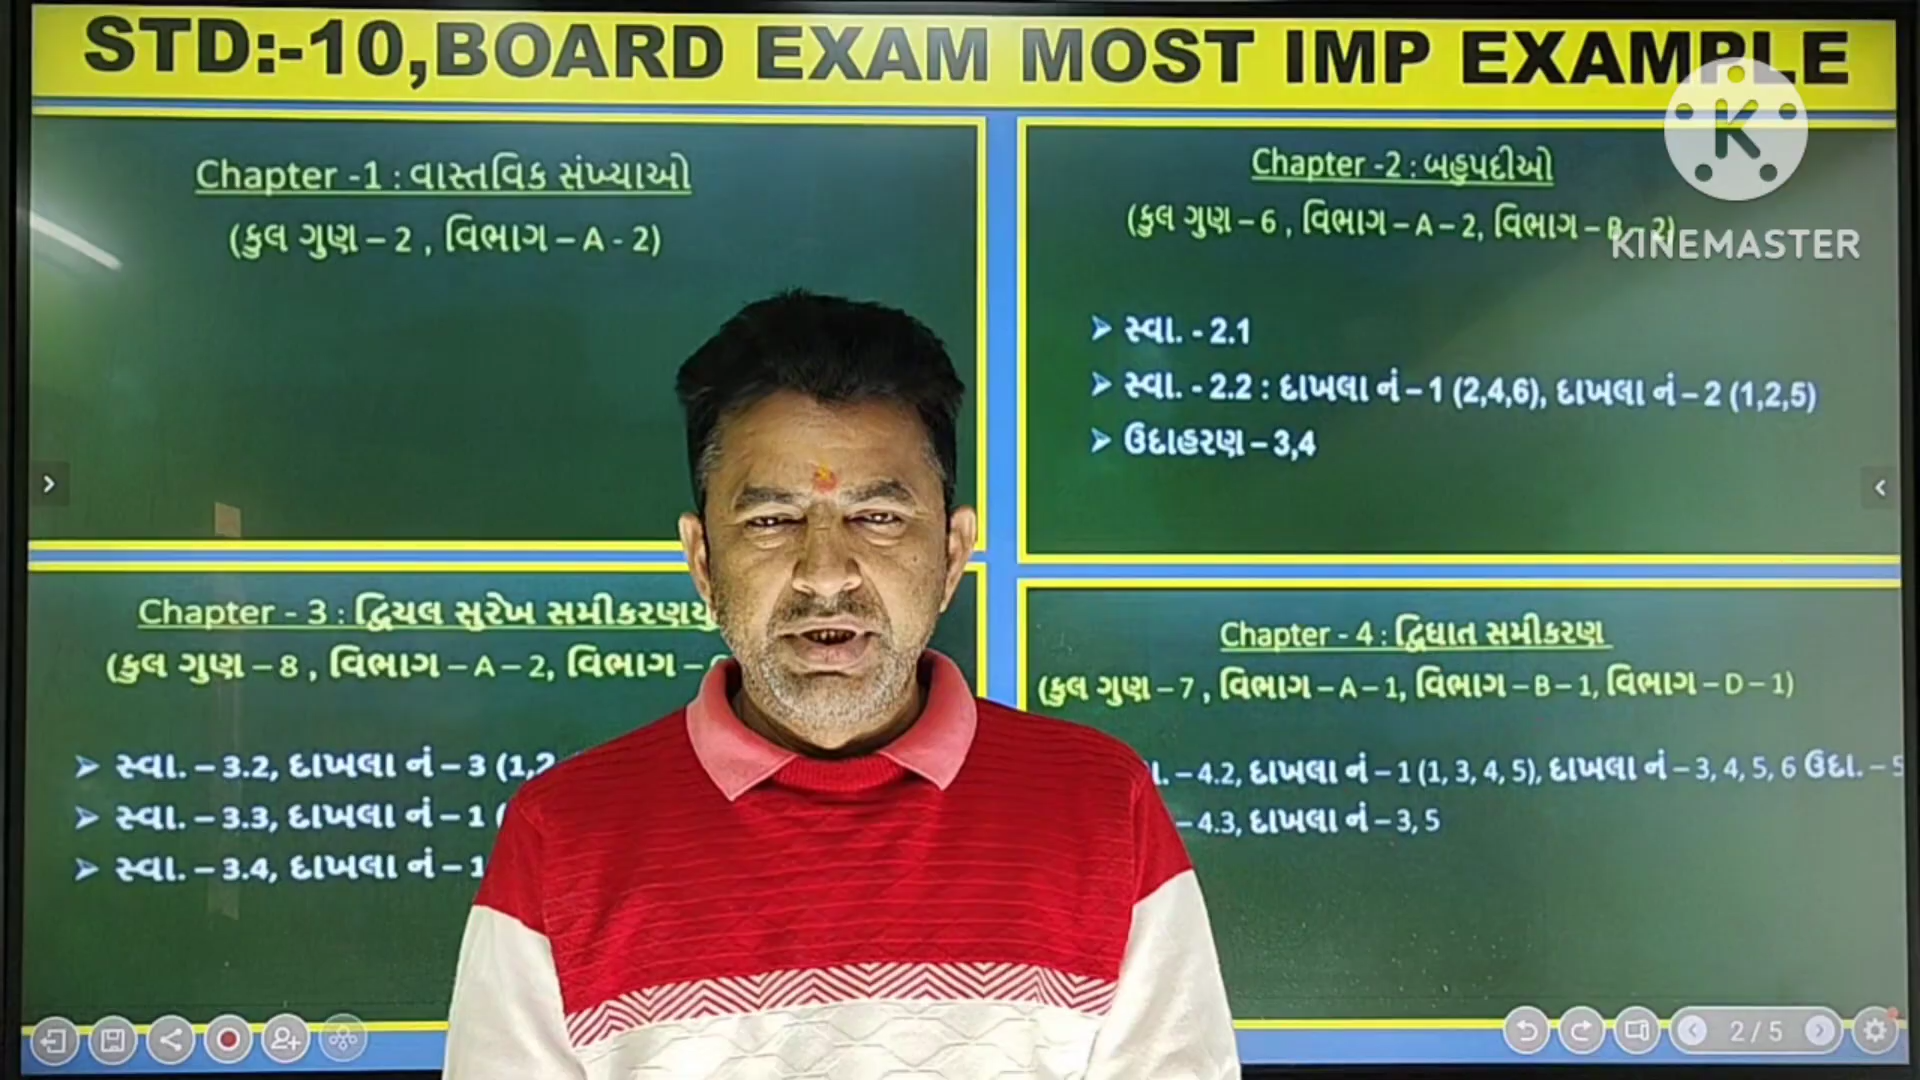 STD:-10,BOARD EXAM MOST IMP EXAMPLE
Chapter -1 : વાસ્તવિક સંખ્યાઓ
(કુલ ગુણ – 2 , વિભાગ – A - 2)
Chapter -2 : બહુપદીઓ
(કુલ ગુણ – 6 , વિભાગ – A – 2, વિભાગ – B – 2)
K
KINEMASTER
➢ સ્વા. - 2.1
➢ સ્વા. - 2.2 : દાખલા નં – 1 (2,4,6), દાખલા નં – 2 (1,2,5)
➢ ઉદાહરણ – 3,4
Chapter - 3 : દ્વિચલ સુરેખ
(કુલ ગુણ – 8 , વિભાગ – A – 2, વિભાગ –
➢ સ્વા. – 3.2, દાખલા નં – 3 (1,2
➢ સ્વા. – 3.3, દાખલા નં – 1 (
➢ સ્વા. – 3.4, દાખલા નં – 1
Chapter - 4 : દ્વિઘાત સમીકરણ
(કુલ ગુણ – 7 , વિભાગ – A – 1, વિભાગ – B – 1, વિભાગ – D – 1)
– 4.2, દાખલા નં – 1 (1, 3, 4, 5), દાખલા નં – 3, 4, 5, 6 ઉદા. – 5
– 4.3, દાખલા નં – 3, 5
2 / 5